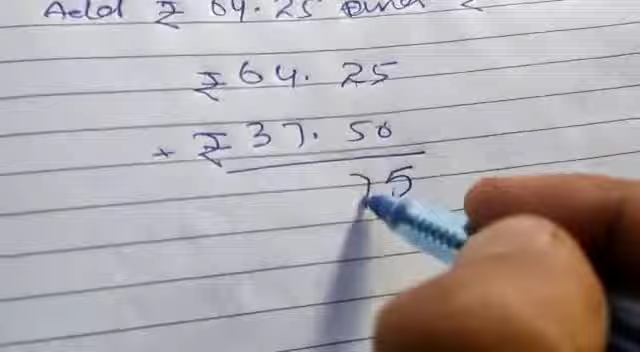 Add ₹ 64.25 and ₹
₹ 64. 25
+ ₹ 37. 50
75